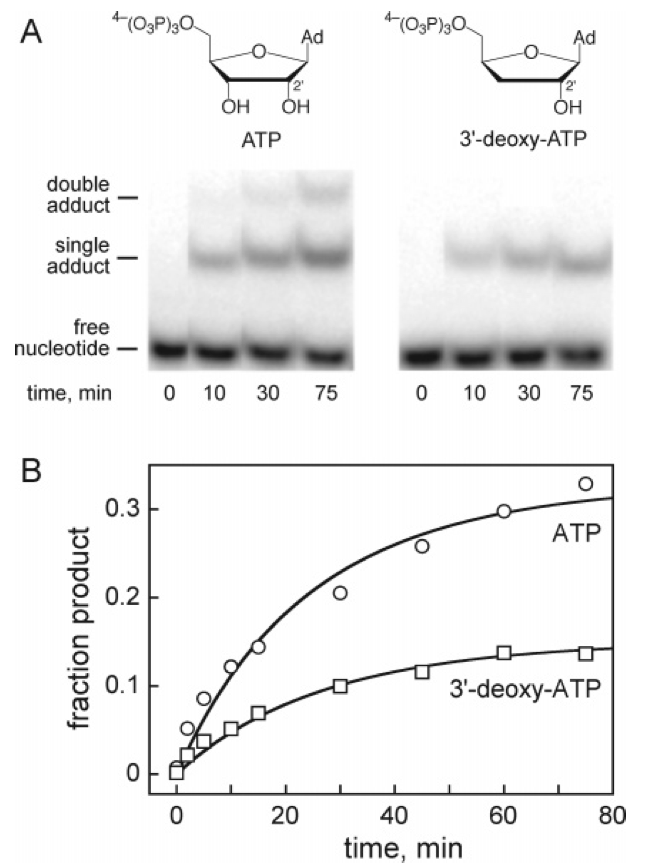 A
4–(O₃P)₃O
O
Ad
2'
OH
OH
ATP
4–(O₃P)₃O
O
Ad
2'
OH
3'-deoxy-ATP
double
adduct
single
adduct
free
nucleotide
time, min 0 10 30 75 0 10 30 75
B
fraction product
0.3
0.2
0.1
0
ATP
3'-deoxy-ATP
0 20 40 60 80
time, min